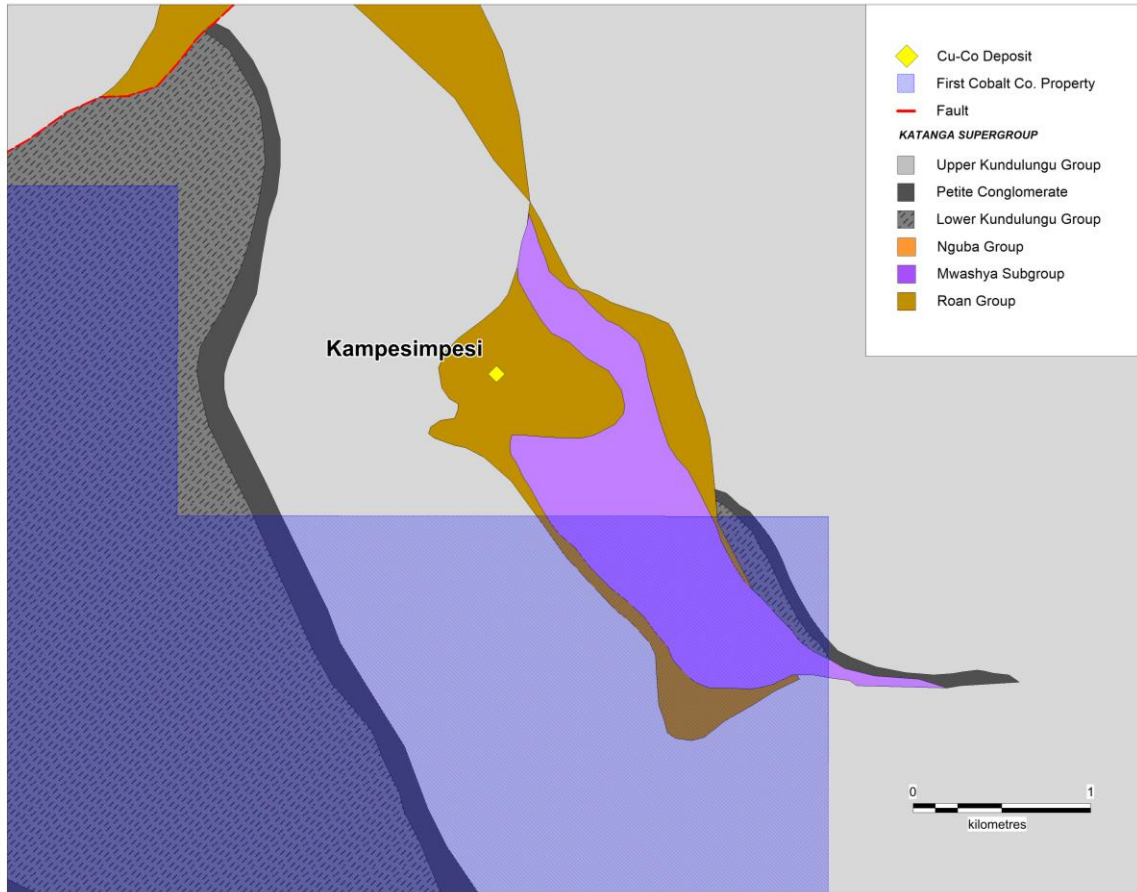 Cu-Co Deposit
First Cobalt Co. Property
Fault
KATANGA SUPERGROUP
Upper Kundulungu Group
Petite Conglomerate
Lower Kundulungu Group
Nguba Group
Mwashya Subgroup
Roan Group
Kampesimpesi
0 1
kilometres